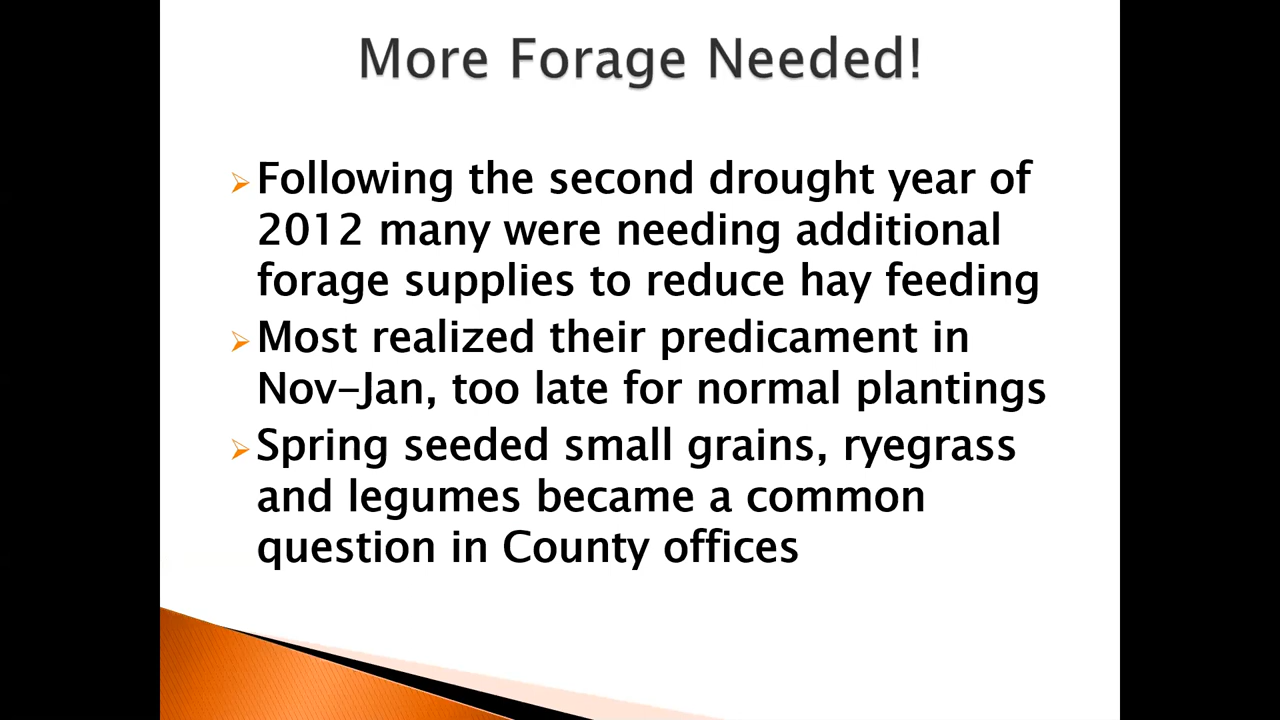 More Forage Needed!
Following the second drought year of
2012 many were needing additional
forage supplies to reduce hay feeding
Most realized their predicament in
Nov-Jan, too late for normal plantings
Spring seeded small grains, ryegrass
and legumes became a common
question in County offices